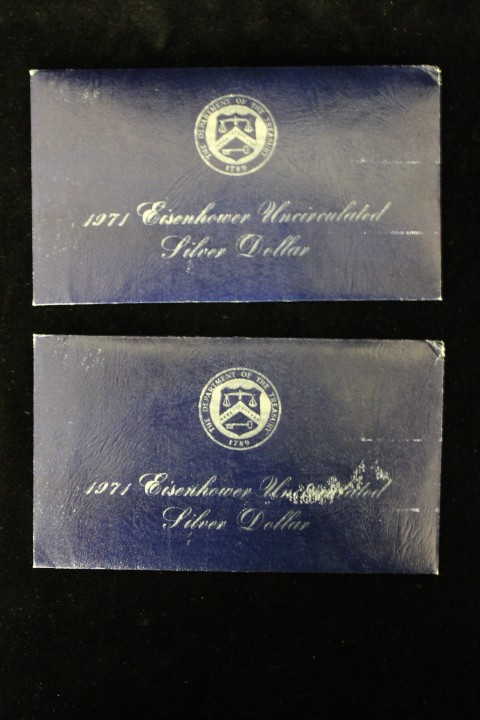 THE DEPARTMENT OF THE TREASURY
1789
1971 Eisenhower Uncirculated
Silver Dollar
THE DEPARTMENT OF THE TREASURY
1789
1971 Eisenhower
Silver Dollar